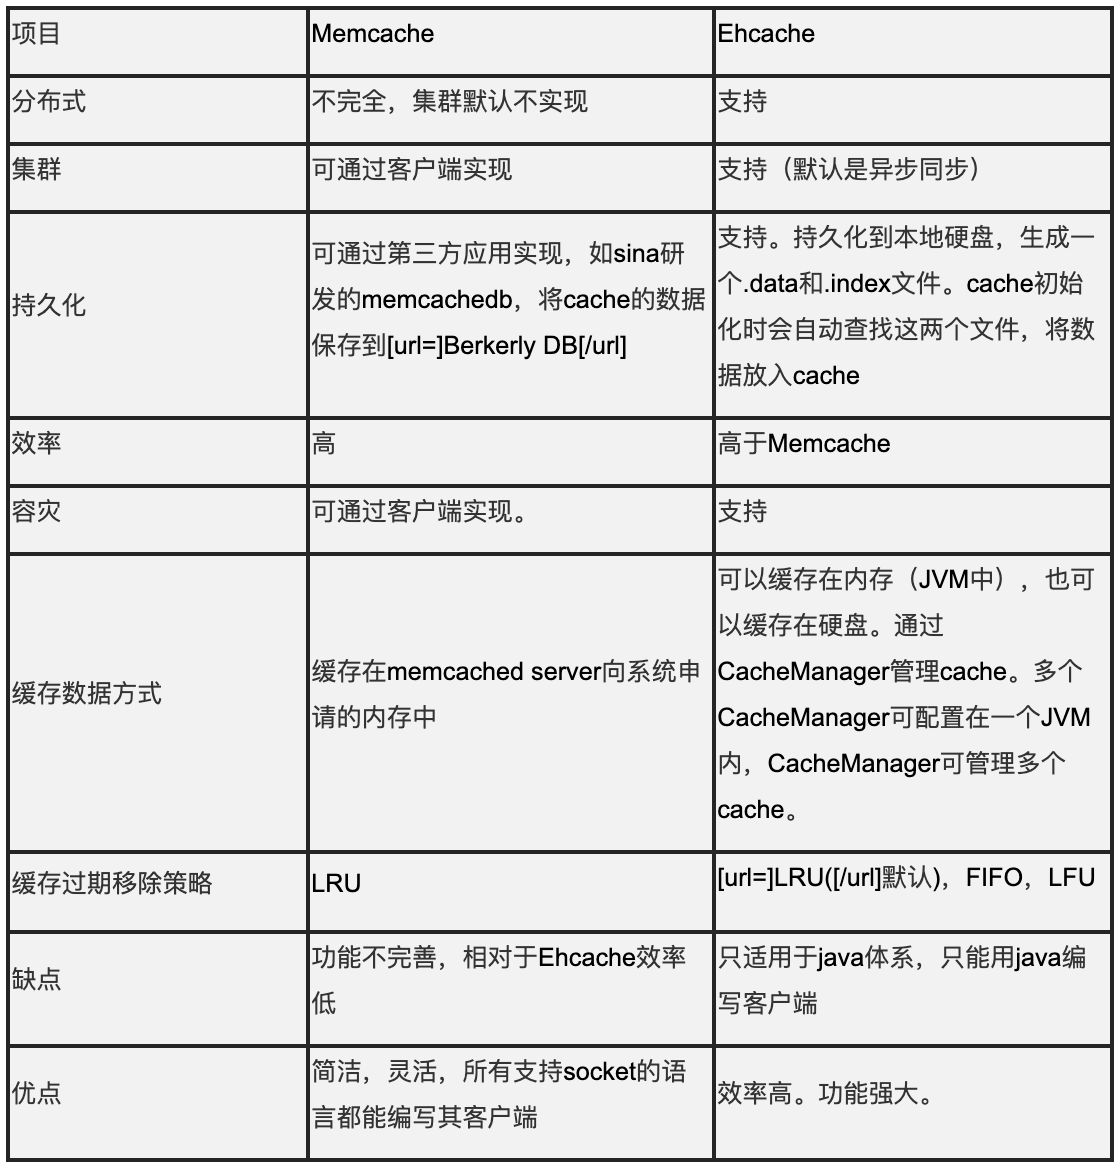 项目
Memcache
Ehcache
分布式
不完全，集群默认不实现
支持
集群
可通过客户端实现
支持（默认是异步同步）
持久化
可通过第三方应用实现，如sina研
发的memcachedb，将cache的数据
保存到[url=]Berkerly DB[/url]
支持。持久化到本地硬盘，生成一
个.data和.index文件。cache初始
化时会自动查找这两个文件，将数
据放入cache
效率
高
高于Memcache
容灾
可通过客户端实现。
支持
缓存数据方式
缓存在memcached server向系统申
请的内存中
可以缓存在内存（JVM中），也可
以缓存在硬盘。通过
CacheManager管理cache。多个
CacheManager可配置在一个JVM
内，CacheManager可管理多个
cache。
缓存过期移除策略
LRU
[url=]LRU([/url]默认)，FIFO，LFU
缺点
功能不完善，相对于Ehcache效率
低
只适用于java体系，只能用java编
写客户端
优点
简洁，灵活，所有支持socket的语
言都能编写其客户端
效率高。功能强大。